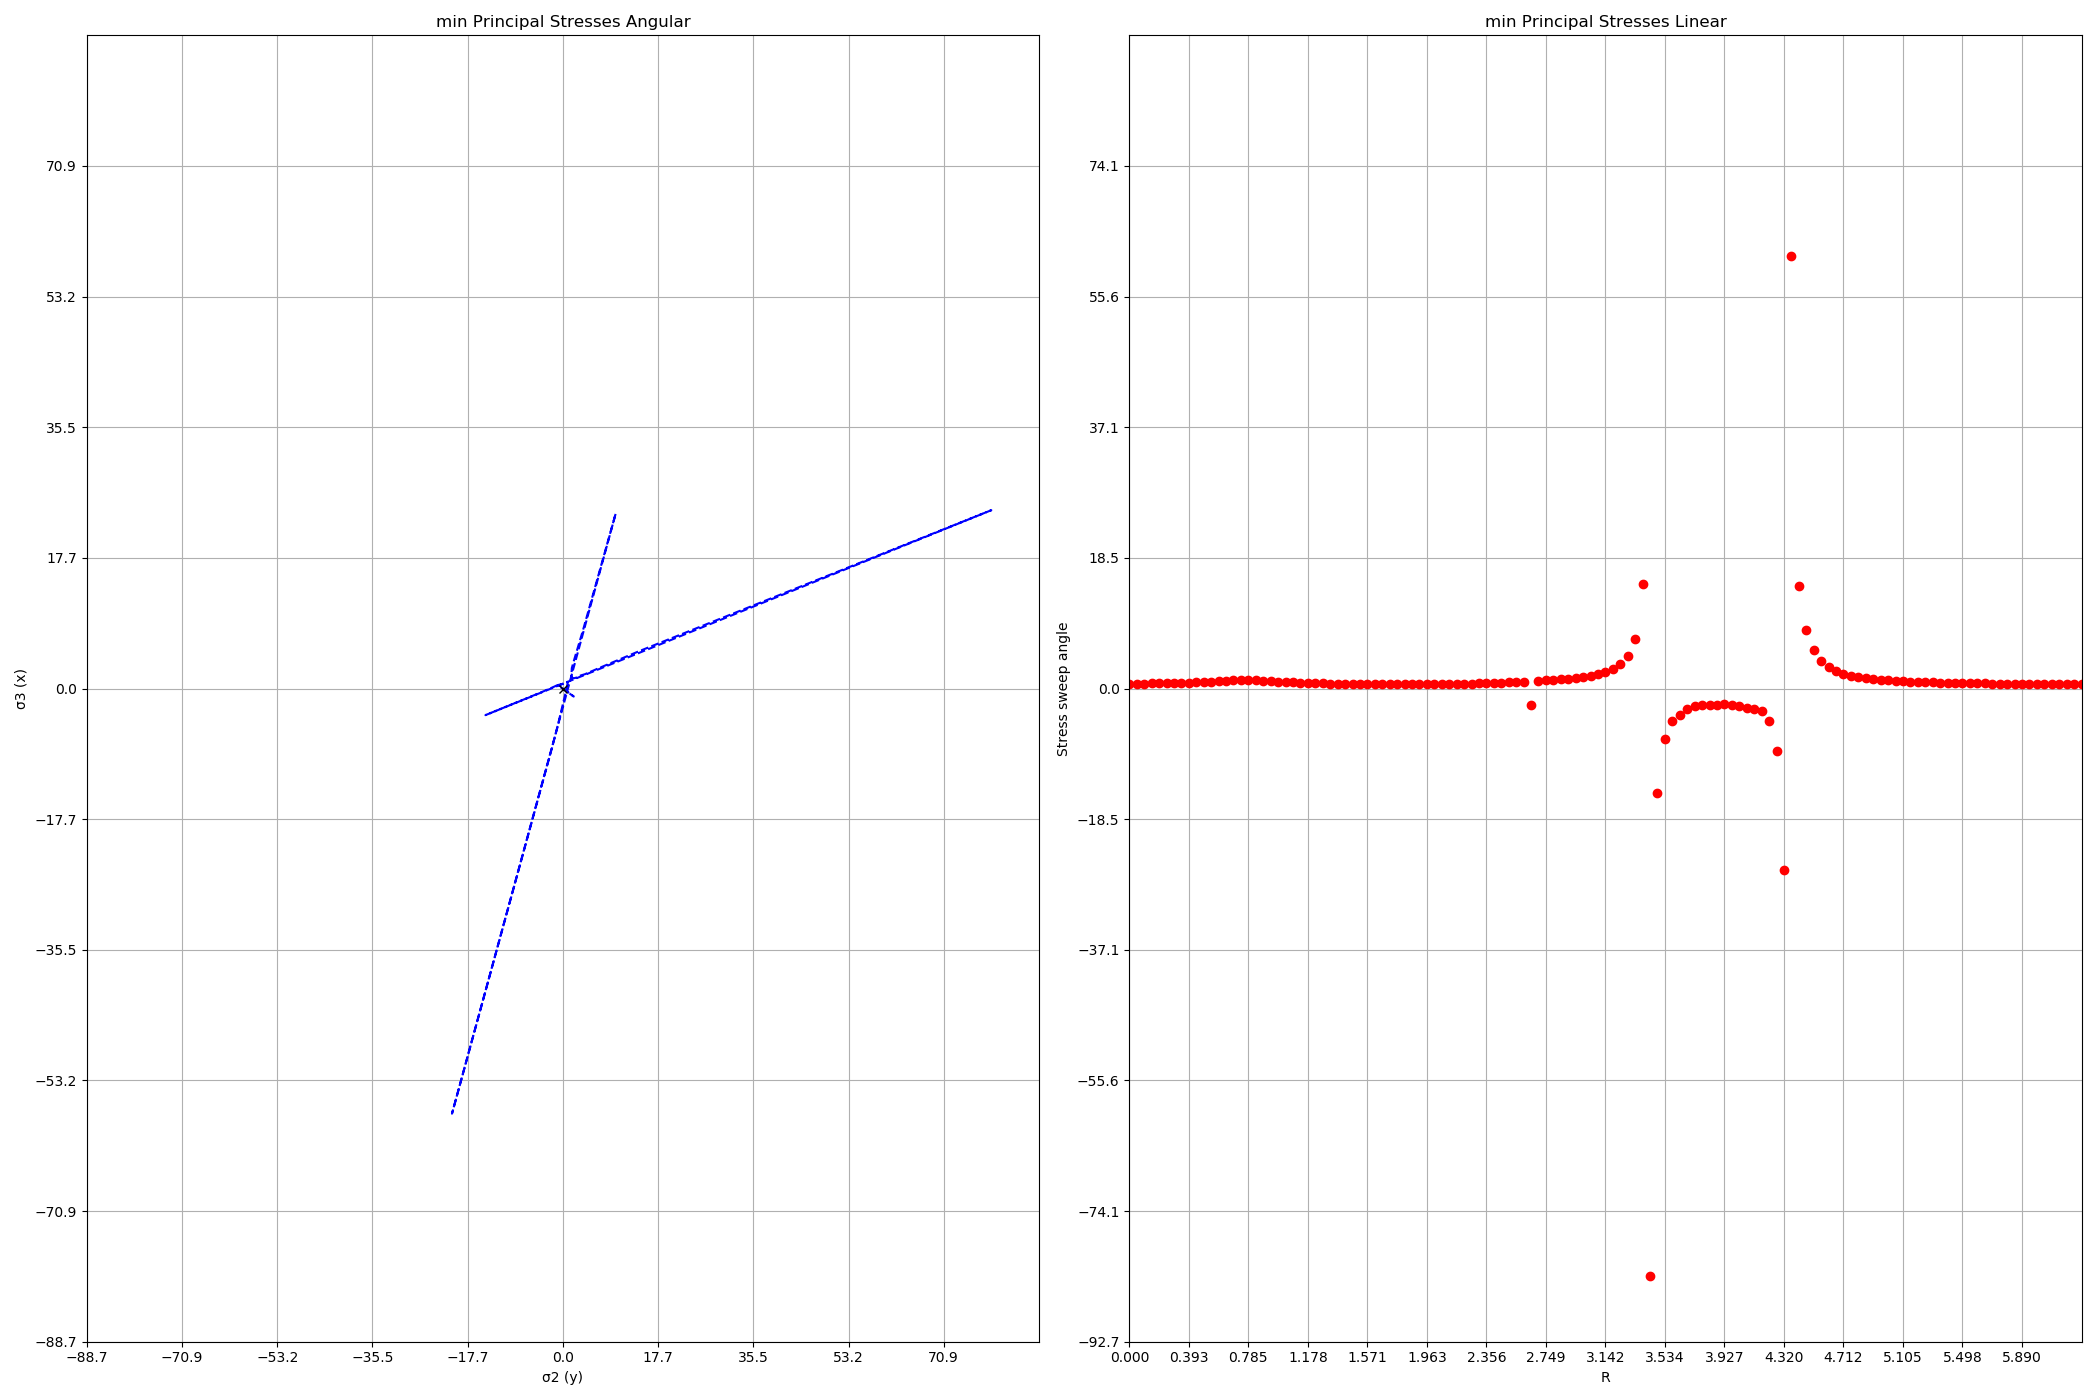 min Principal Stresses Angular
70.9
53.2
35.5
17.7
0.0
−17.7
−35.5
−53.2
−70.9
−88.7
σ3 (x)
−88.7 −70.9 −53.2 −35.5 −17.7 0.0 17.7 35.5 53.2 70.9
σ2 (y)
min Principal Stresses Linear
74.1
55.6
37.1
18.5
0.0
−18.5
−37.1
−55.6
−74.1
−92.7
Stress sweep angle
0.000 0.393 0.785 1.178 1.571 1.963 2.356 2.749 3.142 3.534 3.927 4.320 4.712 5.105 5.498 5.890
R